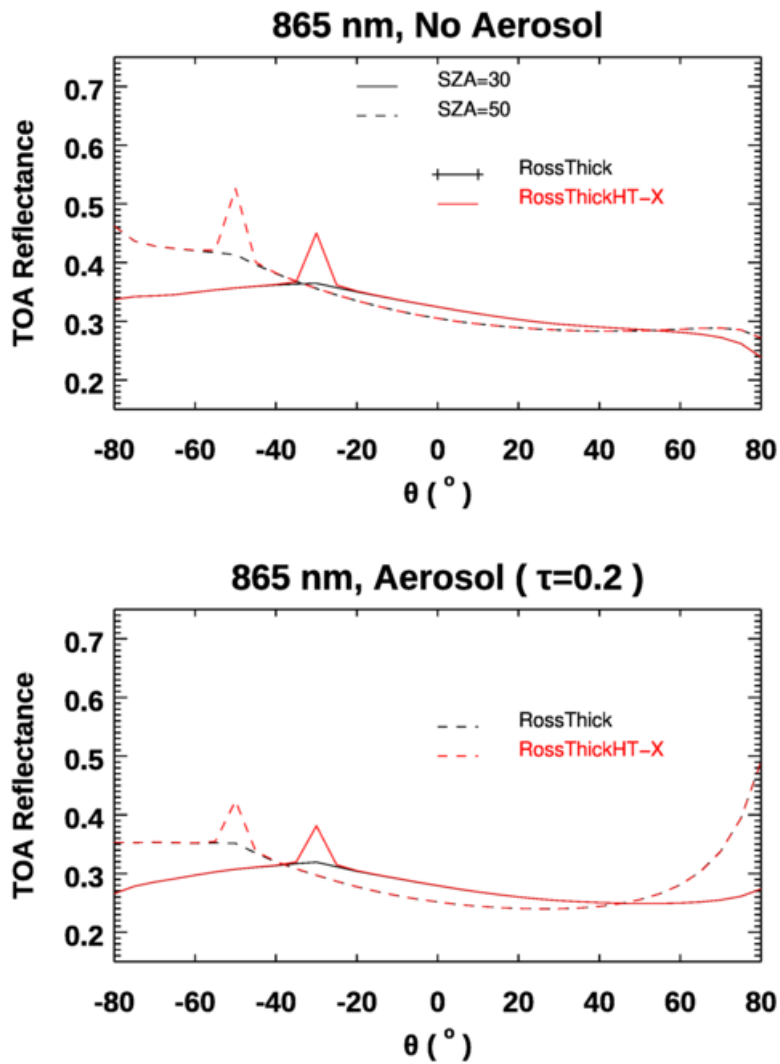 865 nm, No Aerosol
TOA Reflectance
0.7
0.6
0.5
0.4
0.3
0.2
SZA=30
SZA=50
RossThick
RossThickHT-X
-80 -60 -40 -20 0 20 40 60 80
θ ( ° )
865 nm, Aerosol ( τ=0.2 )
TOA Reflectance
0.7
0.6
0.5
0.4
0.3
0.2
RossThick
RossThickHT-X
-80 -60 -40 -20 0 20 40 60 80
θ ( ° )